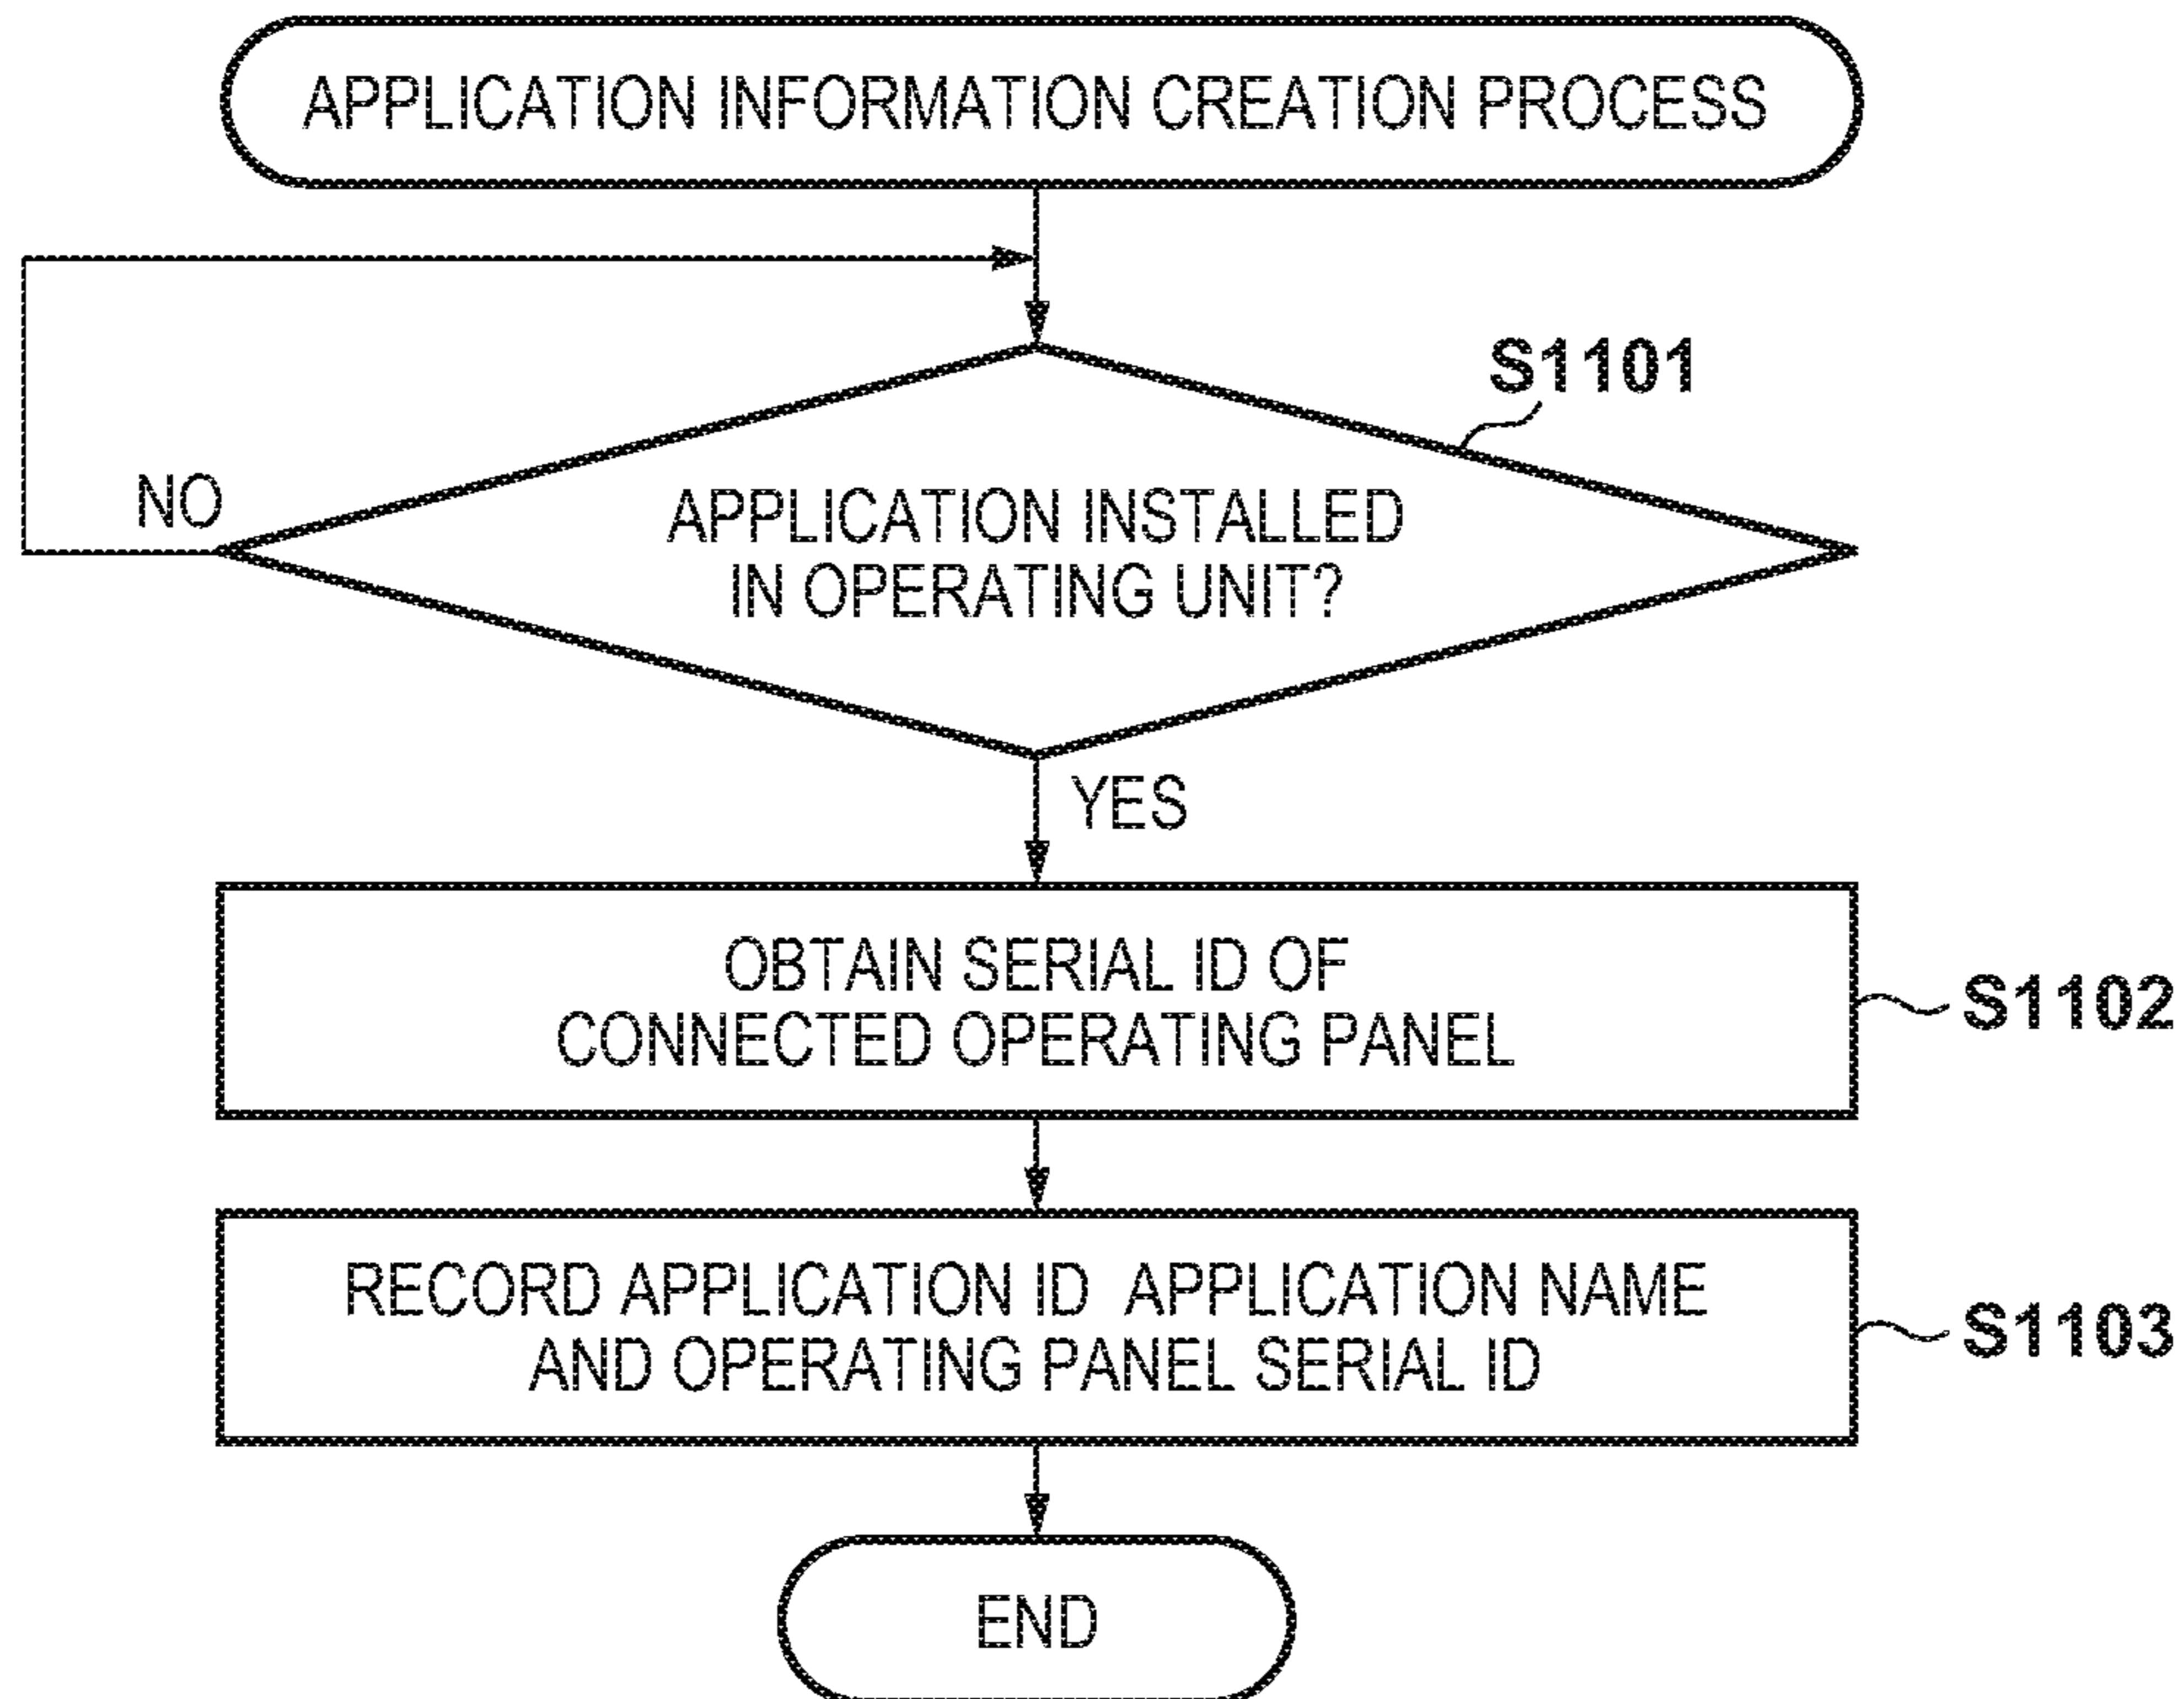 APPLICATION INFORMATION CREATION PROCESS
S1101
NO
APPLICATION INSTALLED
IN OPERATING UNIT?
YES
OBTAIN SERIAL ID OF
CONNECTED OPERATING PANEL
S1102
RECORD APPLICATION ID APPLICATION NAME
AND OPERATING PANEL SERIAL ID
S1103
END